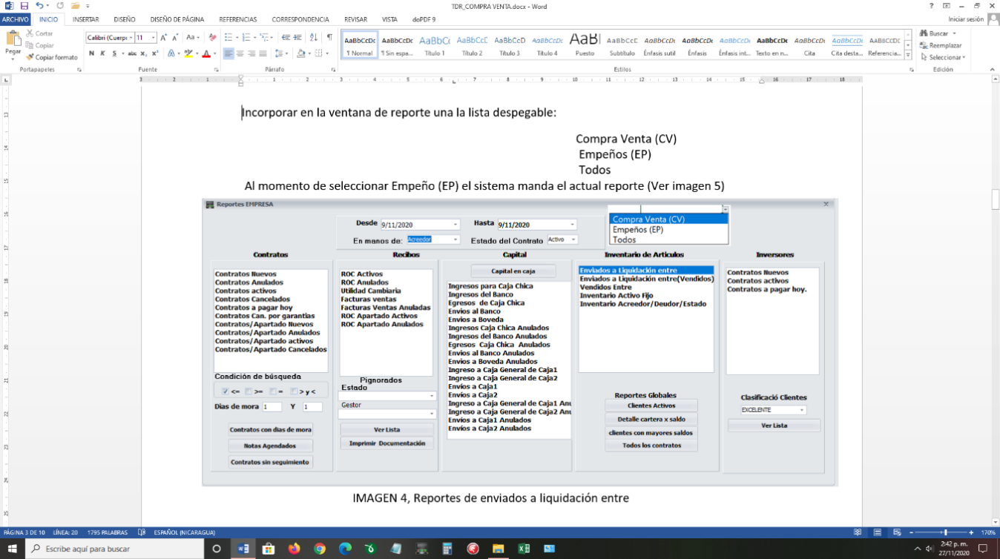 TDR_COMPRA VENTA.docx - Word
ARCHIVO INICIO INSERTAR DISEÑO DISEÑO DE PÁGINA REFERENCIAS CORRESPONDENCIA REVISAR VISTA doPDF 9 Iniciar sesión
Pegar
Cortar
Copiar
Copiar formato
Portapapeles
Calibri (Cuerp 11
N K S abc x₂ x²
Fuente
Párrafo
AaBbCcDc ¶ Normal
AaBbCcDc ¶ Sin espa...
AaBbCc Título 1
AaBbCcC Título 2
AaBbCcD Título 3
AaBbCcDc Título 4
AaBl Puesto
AaBbCcE Subtítulo
AaBbCcDt Énfasis sutil
AaBbCcDt Énfasis
AaBbCcDt Énfasis int...
AaBbCcDc Texto en n...
AaBbCcDt Cita
AaBbCcDt Cita desta...
AABBCCDD Referencia...
Estilos
Buscar
Reemplazar
Seleccionar
Edición
Incorporar en la ventana de reporte una la lista despegable:
Compra Venta (CV)
Empeños (EP)
Todos
Al momento de seleccionar Empeño (EP) el sistema manda el actual reporte (Ver imagen 5)
Reportes EMPRESA
Desde 9/11/2020 Hasta 9/11/2020
En manos de: Acreedor Estado del Contrato Activo
Compra Venta (CV)
Empeños (EP)
Todos
Contratos
Contratos Nuevos
Contratos Anulados
Contratos activos
Contratos Cancelados
Contratos a pagar hoy
Contratos Can. por garantias
Contratos/Apartado Nuevos
Contratos/Apartado Anulados
Contratos/Apartado activos
Contratos/Apartado Cancelados
Condición de búsqueda
<= >= = > y <
Dias de mora 1 Y 1
Contratos con dias de mora
Notas Agendados
Contratos sin seguimiento
Recibos
ROC Activos
ROC Anulados
Utilidad Cambiaria
Facturas ventas
Facturas Ventas Anuladas
ROC Apartado Activos
ROC Apartado Anulados
Pignorados
Estado
Gestor
Ver Lista
Imprimir Documentación
Capital
Capital en caja
Ingresos para Caja Chica
Ingresos del Banco
Egresos de Caja Chica
Envios al Banco
Envios a Boveda
Ingresos Caja Chica Anulados
Ingresos del Banco Anulados
Egresos Caja Chica Anulados
Envios al Banco Anulados
Envios a Boveda Anulados
Ingreso a Caja General de Caja1
Ingreso a Caja General de Caja2
Envíos a Caja1
Envíos a Caja2
Ingreso a Caja General de Caja1 Anu
Ingreso a Caja General de Caja2 Anu
Envíos a Caja1 Anulados
Envíos a Caja2 Anulados
Inventario de Articulos
Enviados a Liquidación entre
Enviados a Liquidación entre(Vendidos)
Vendidos Entre
Inventario Activo Fijo
Inventario Acreedor/Deudor/Estado
Reportes Globales
Clientes Activos
Detalle cartera x saldo
clientes con mayores saldos
Todos los contratos
Inversores
Contratos Nuevos
Contratos activos
Contratos a pagar hoy.
Clasificació Clientes
EXCELENTE
Ver Lista
IMAGEN 4, Reportes de enviados a liquidación entre
PÁGINA 3 DE 10 LÍNEA: 20 1795 PALABRAS ESPAÑOL (NICARAGUA) 170%
Escribe aquí para buscar
2:42 p. m.
27/11/2020